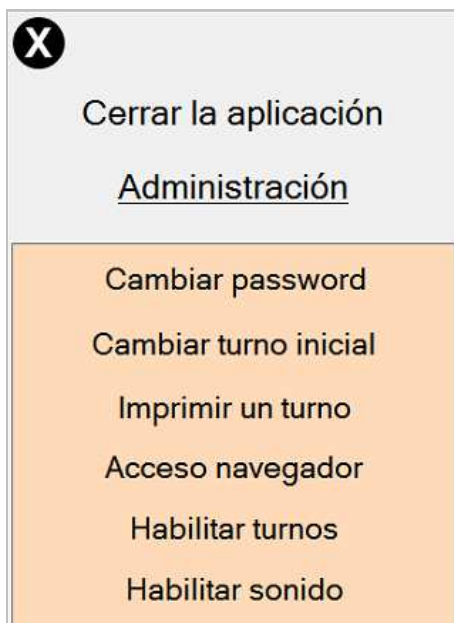 X
Cerrar la aplicación
Administración
Cambiar password
Cambiar turno inicial
Imprimir un turno
Acceso navegador
Habilitar turnos
Habilitar sonido